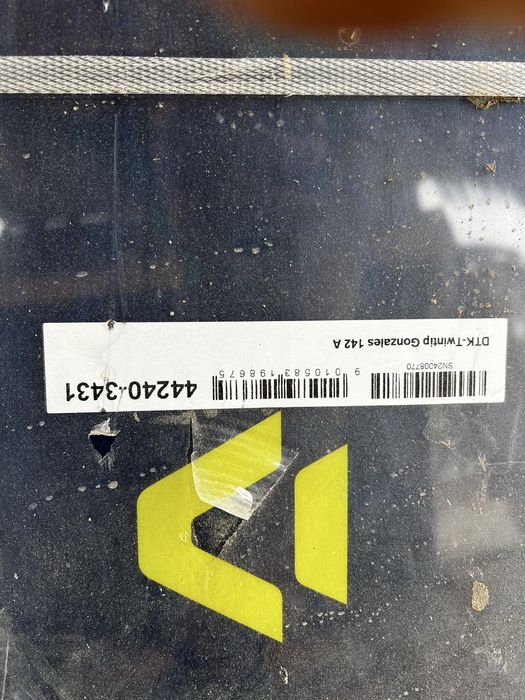 DTK-Twintip Gonzales 142 A
SN24008770
9 010583 198675
44240-3431